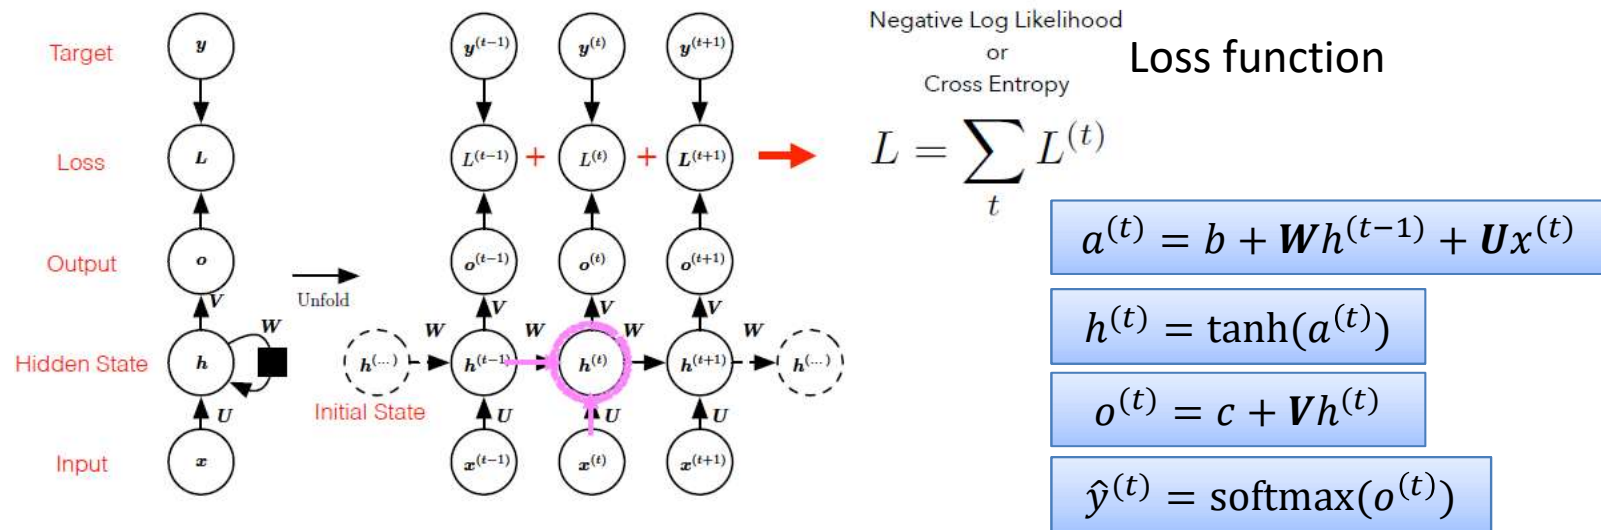 Target
y
y^{(t-1)} y^{(t)} y^{(t+1)}
Negative Log Likelihood
or
Cross Entropy
Loss function
Loss
L
L^{(t-1)} + L^{(t)} + L^{(t+1)}
L = \sum_t L^{(t)}
Output
o
o^{(t-1)} o^{(t)} o^{(t+1)}
Unfold
V V V V
W W W W W
Hidden State
h
h^{(...)} h^{(t-1)} h^{(t)} h^{(t+1)} h^{(...)}
Initial State
U U U U
Input
x
x^{(t-1)} x^{(t)} x^{(t+1)}
a^{(t)} = b + Wh^{(t-1)} + Ux^{(t)}
h^{(t)} = tanh(a^{(t)})
o^{(t)} = c + Vh^{(t)}
ŷ^{(t)} = softmax(o^{(t)})